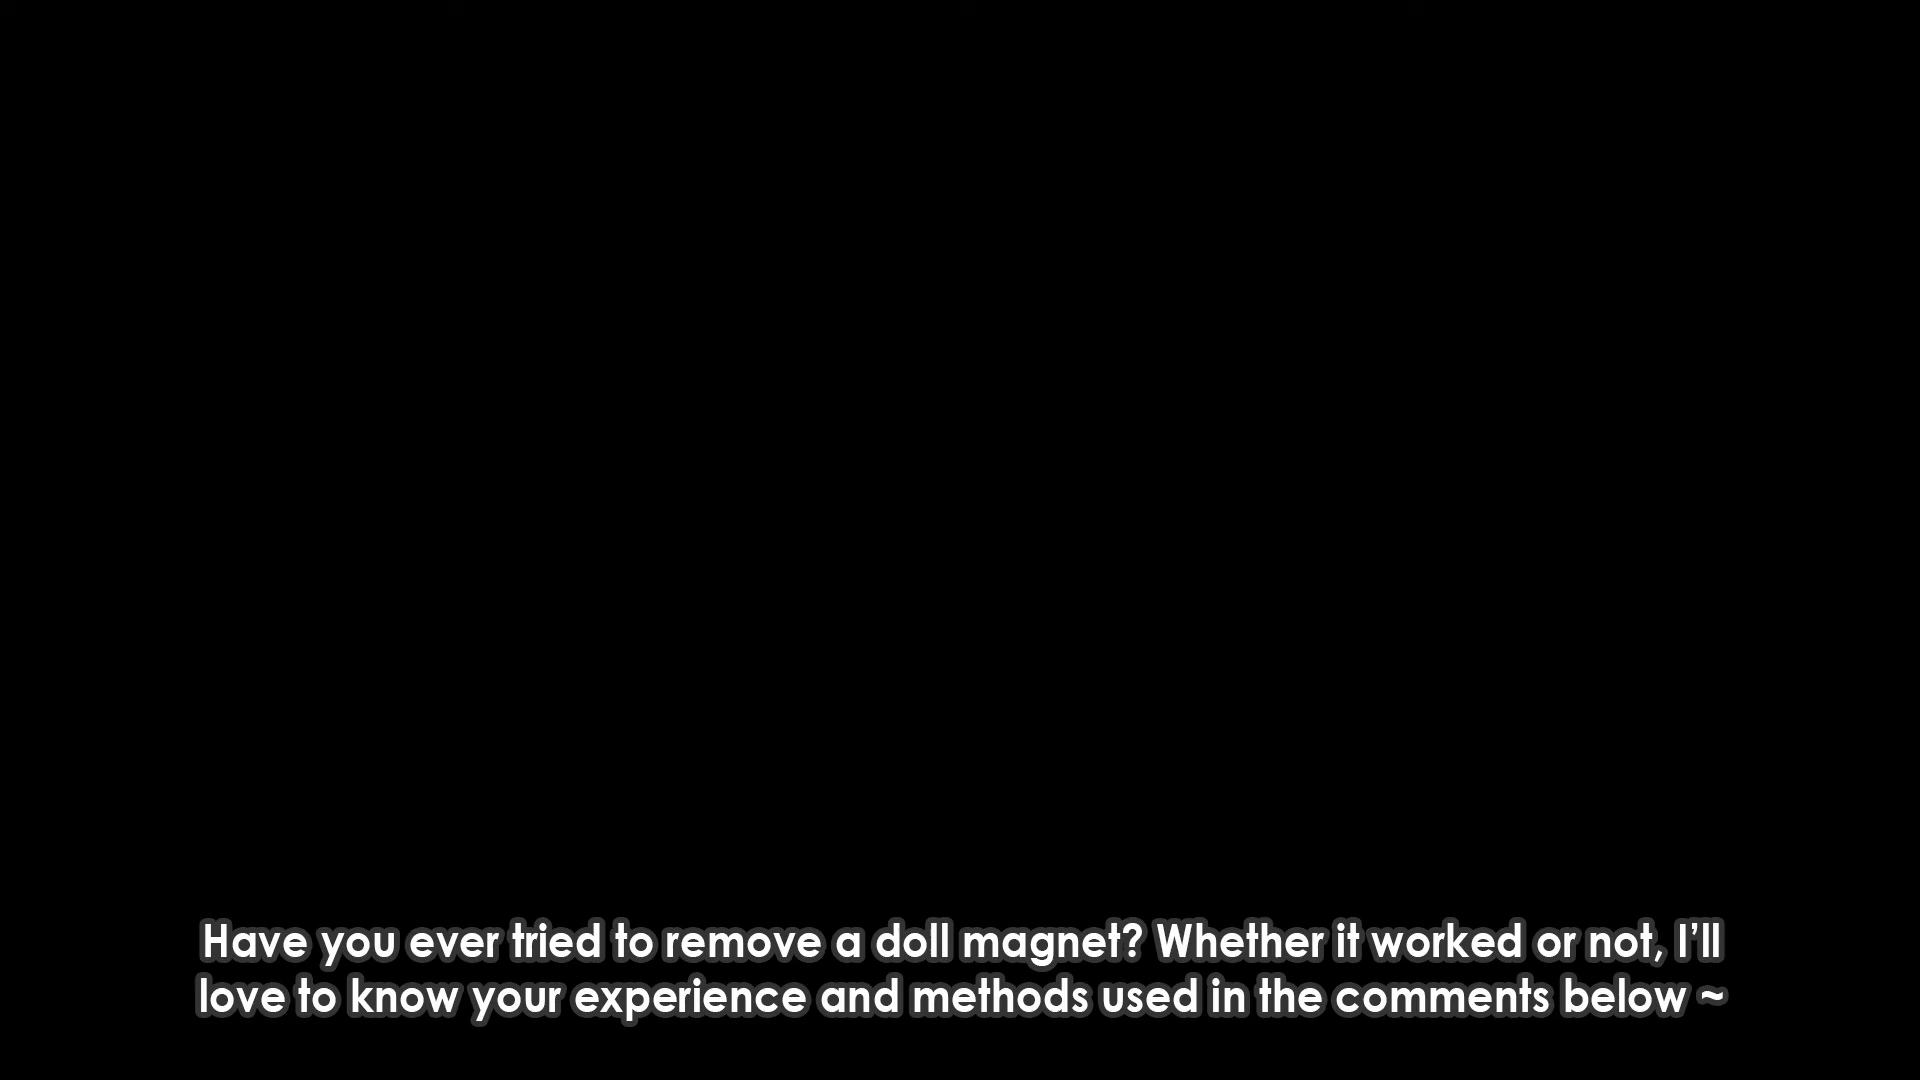 Have you ever tried to remove a doll magnet? Whether it worked or not, I’ll
love to know your experience and methods used in the comments below ~